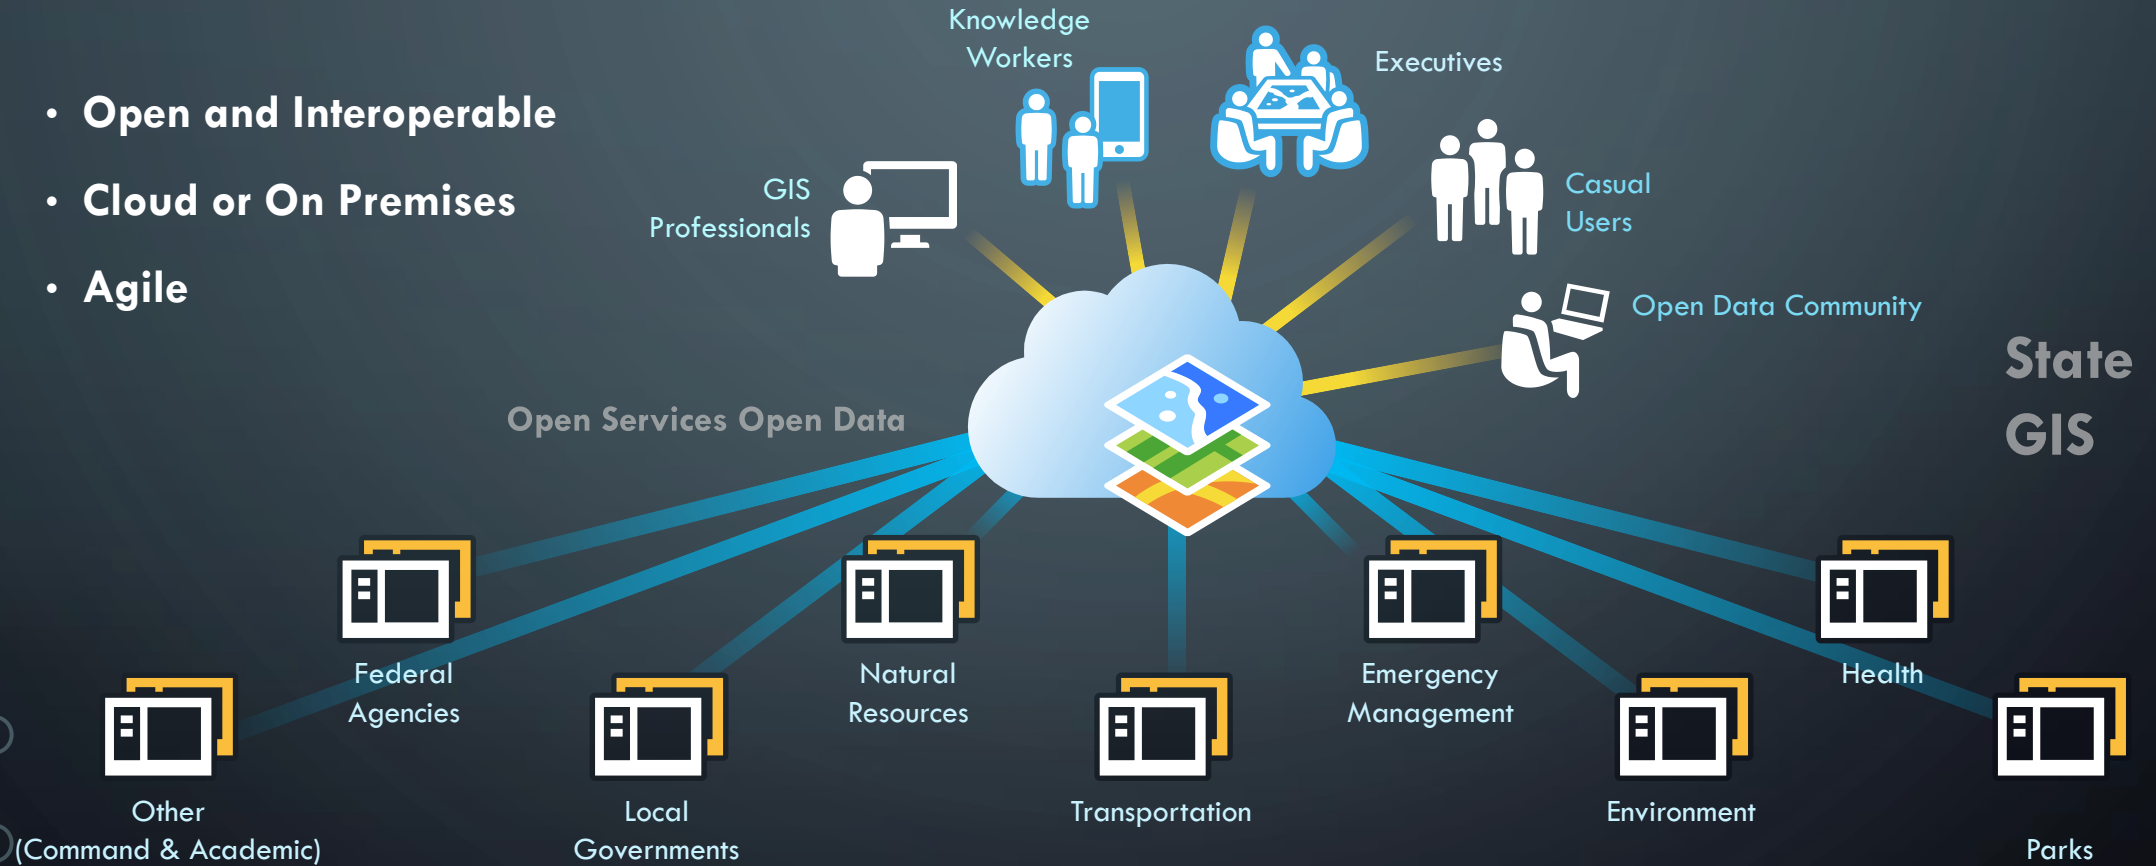 Knowledge
Workers
Executives
• Open and Interoperable
• Cloud or On Premises
• Agile
GIS
Professionals
Casual
Users
Open Data Community
State
GIS
Open Services Open Data
Federal
Agencies
Natural
Resources
Emergency
Management
Health
Other
(Command & Academic)
Local
Governments
Transportation
Environment
Parks